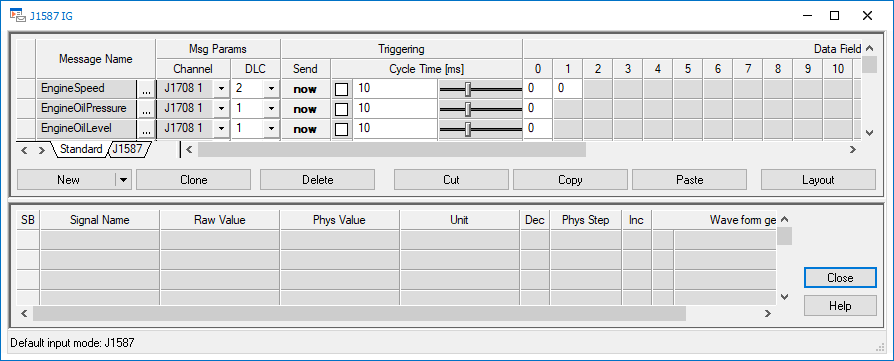 J1587 IG
Message Name Msg Params Triggering Data Field
Channel DLC Send Cycle Time [ms] 0 1 2 3 4 5 6 7 8 9 10
EngineSpeed ... J1708 1 2 now 10 0 0
EngineOilPressure ... J1708 1 1 now 10 0
EngineOilLevel ... J1708 1 1 now 10 0
Standard J1587
New Clone Delete Cut Copy Paste Layout
SB Signal Name Raw Value Phys Value Unit Dec Phys Step Inc Wave form ge
Close
Help
Default input mode: J1587